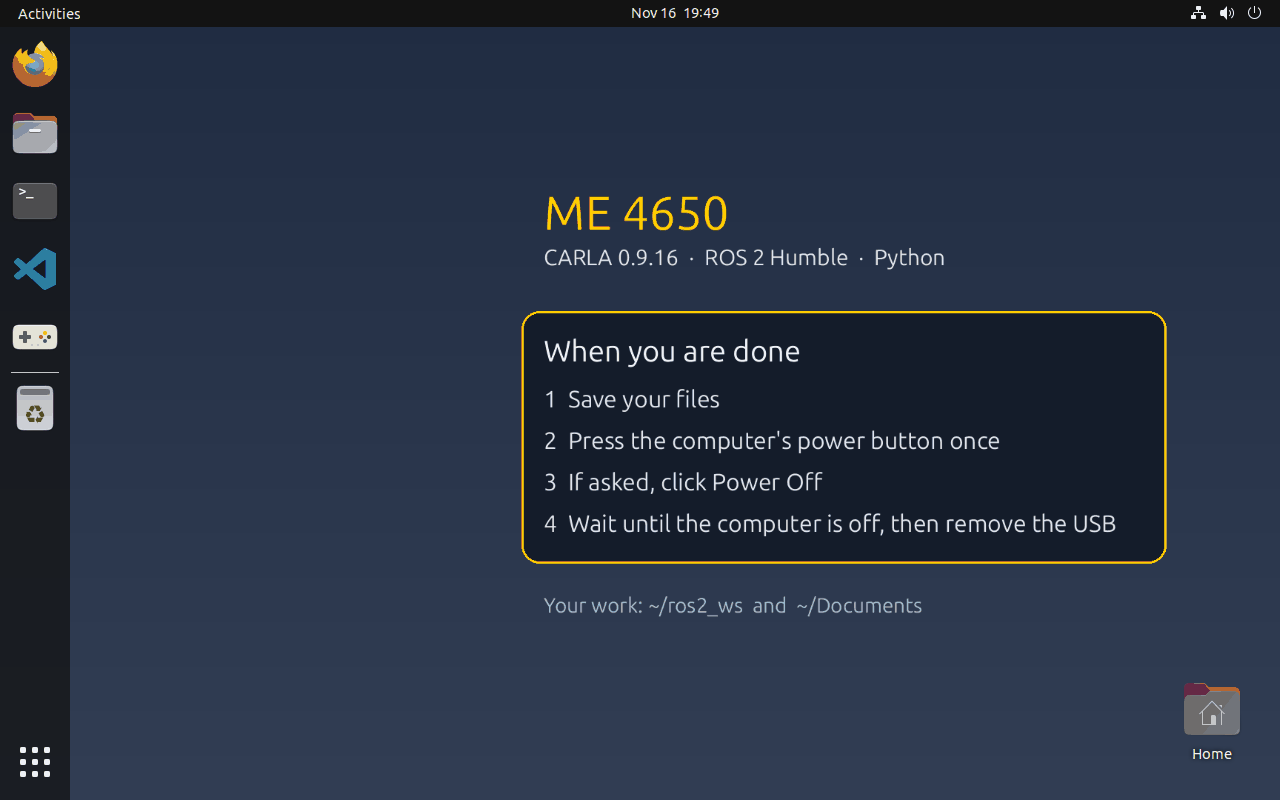 Activities
Nov 16 19:49
>_
ME 4650
CARLA 0.9.16 · ROS 2 Humble · Python
When you are done
1 Save your files
2 Press the computer's power button once
3 If asked, click Power Off
4 Wait until the computer is off, then remove the USB
Your work: ~/ros2_ws and ~/Documents
Home